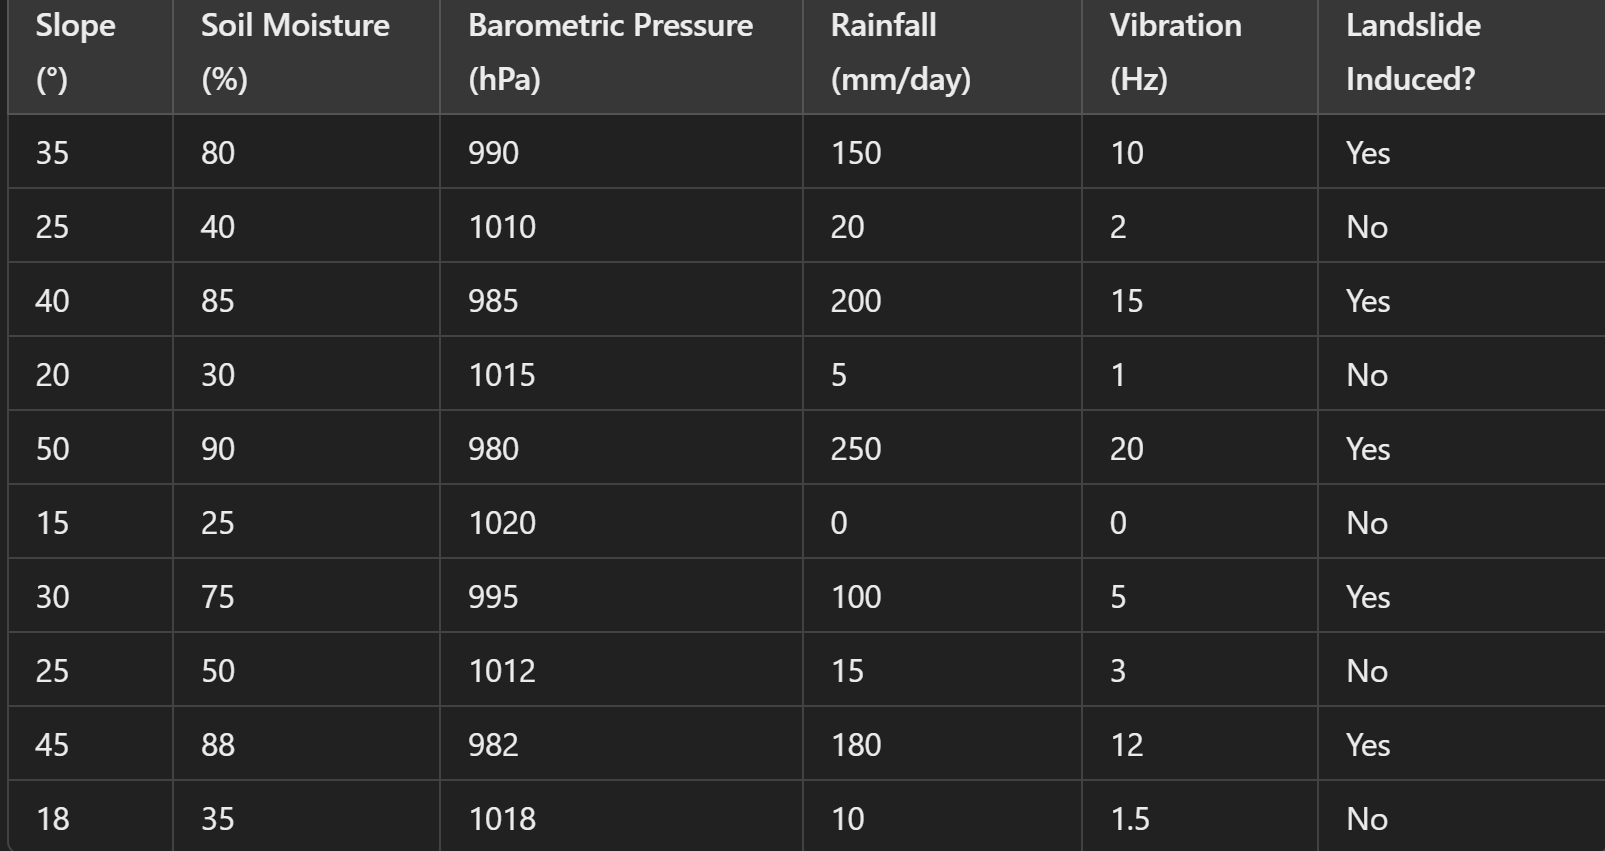 Slope (°) Soil Moisture (%) Barometric Pressure (hPa) Rainfall (mm/day) Vibration (Hz) Landslide Induced?
35 80 990 150 10 Yes
25 40 1010 20 2 No
40 85 985 200 15 Yes
20 30 1015 5 1 No
50 90 980 250 20 Yes
15 25 1020 0 0 No
30 75 995 100 5 Yes
25 50 1012 15 3 No
45 88 982 180 12 Yes
18 35 1018 10 1.5 No